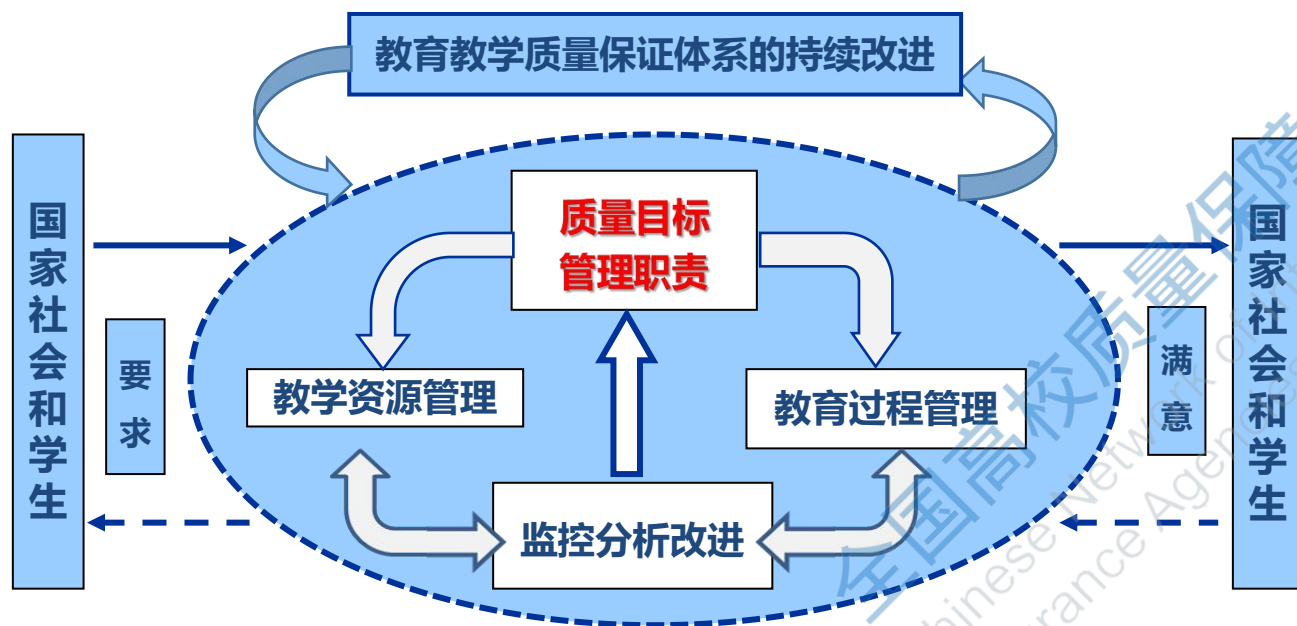 教育教学质量保证体系的持续改进
国家社会和学生
要求
质量目标
管理职责
教学资源管理
教育过程管理
监控分析改进
满意
国家社会和学生
全国高校质量保障
Chinese Network of